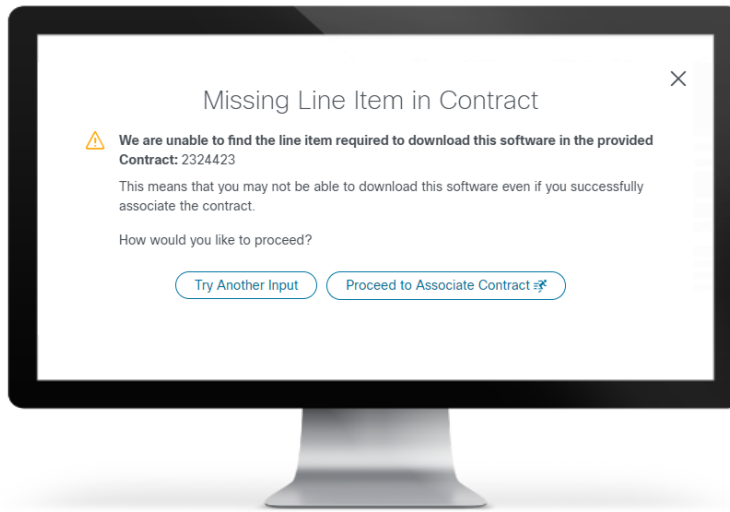 Missing Line Item in Contract
We are unable to find the line item required to download this software in the provided
Contract: 2324423
This means that you may not be able to download this software even if you successfully
associate the contract.
How would you like to proceed?
Try Another Input
Proceed to Associate Contract